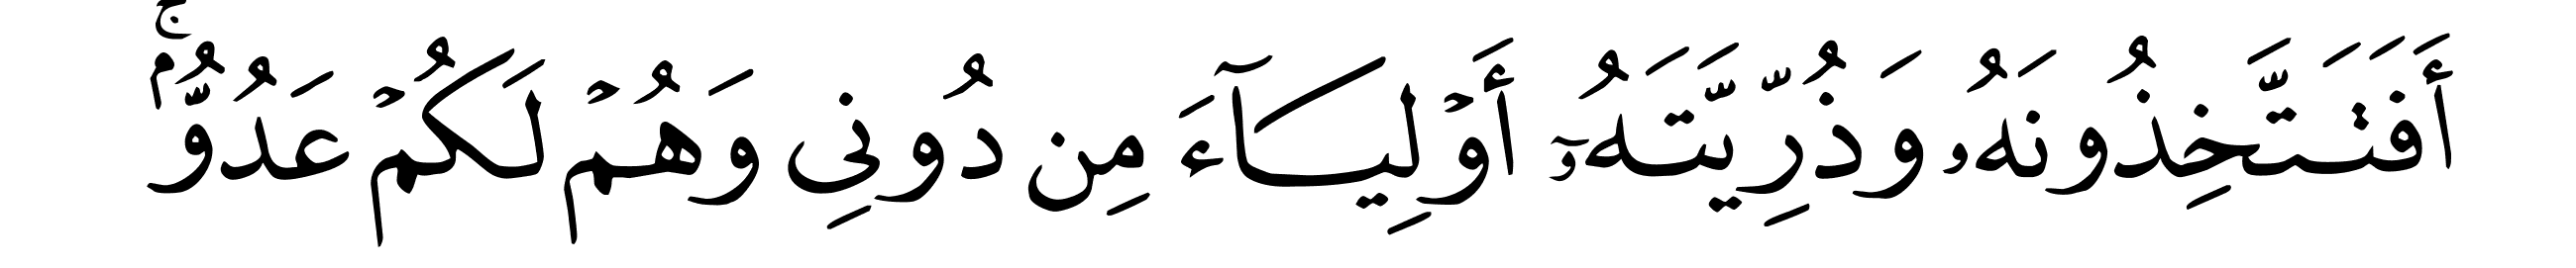 أَفَتَتَّخِذُونَهُۥ وَذُرِّيَّتَهُۥٓ أَوۡلِيَآءَ مِن دُونِي وَهُمۡ لَكُمۡ عَدُوُّۢۚ